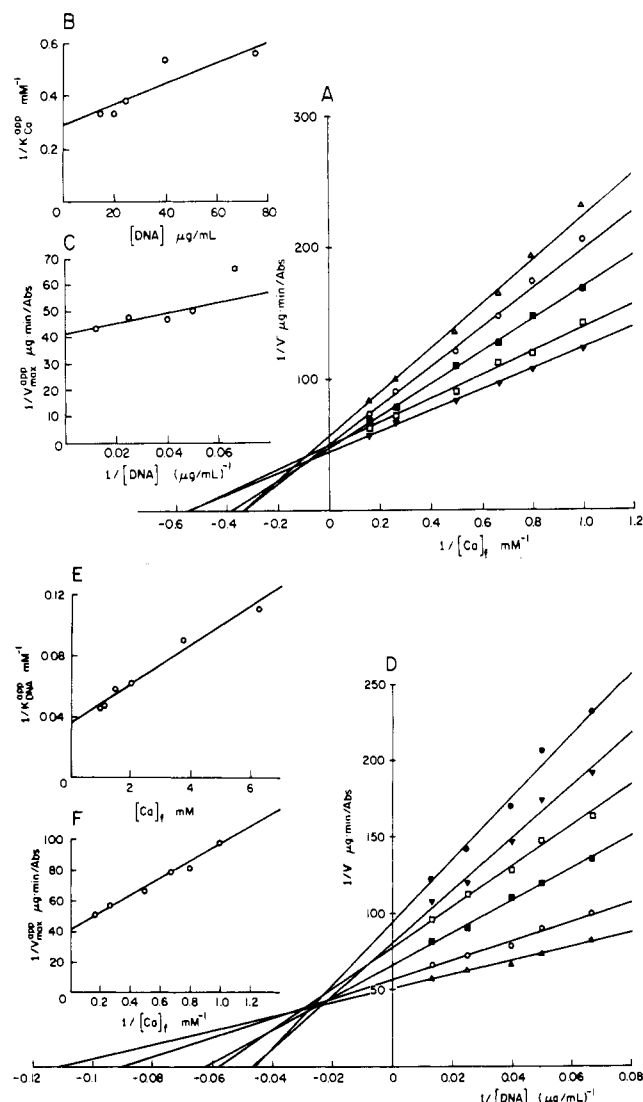 B
0.6
0.4
0.2
1/K^app_Ca mM⁻¹
0 20 40 60 80
[DNA] µg/mL
A
300
200
100
1/V µg·min/Abs
-0.6 -0.4 -0.2 0 0.2 0.4 0.6 0.8 1.0 1.2
1/[Ca]f mM⁻¹
C
70
60
50
40
30
20
10
0
1/V^app_max µg·min/Abs
0.02 0.04 0.06
1/[DNA] (µg/mL)⁻¹
E
0.12
0.08
0.04
0
1/K^app_DNA mM⁻¹
2 4 6
[Ca]f mM
D
250
200
150
100
50
1/V µg·min/Abs
-0.12 -0.10 -0.08 -0.06 -0.04 -0.02 0 0.02 0.04 0.06 0.08
1/[DNA] (µg/mL)⁻¹
F
100
80
60
40
20
0
1/V^app_max µg·min/Abs
0.2 0.4 0.6 0.8 1.0 1.2
1/[Ca]f mM⁻¹